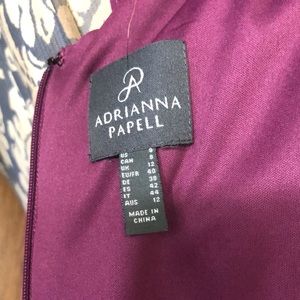 ADRIANNA
PAPELL
US 8
CAN 8
UK 12
EU/FR 40
DE 38
ES 42
IT 44
AUS 12
MADE IN
CHINA